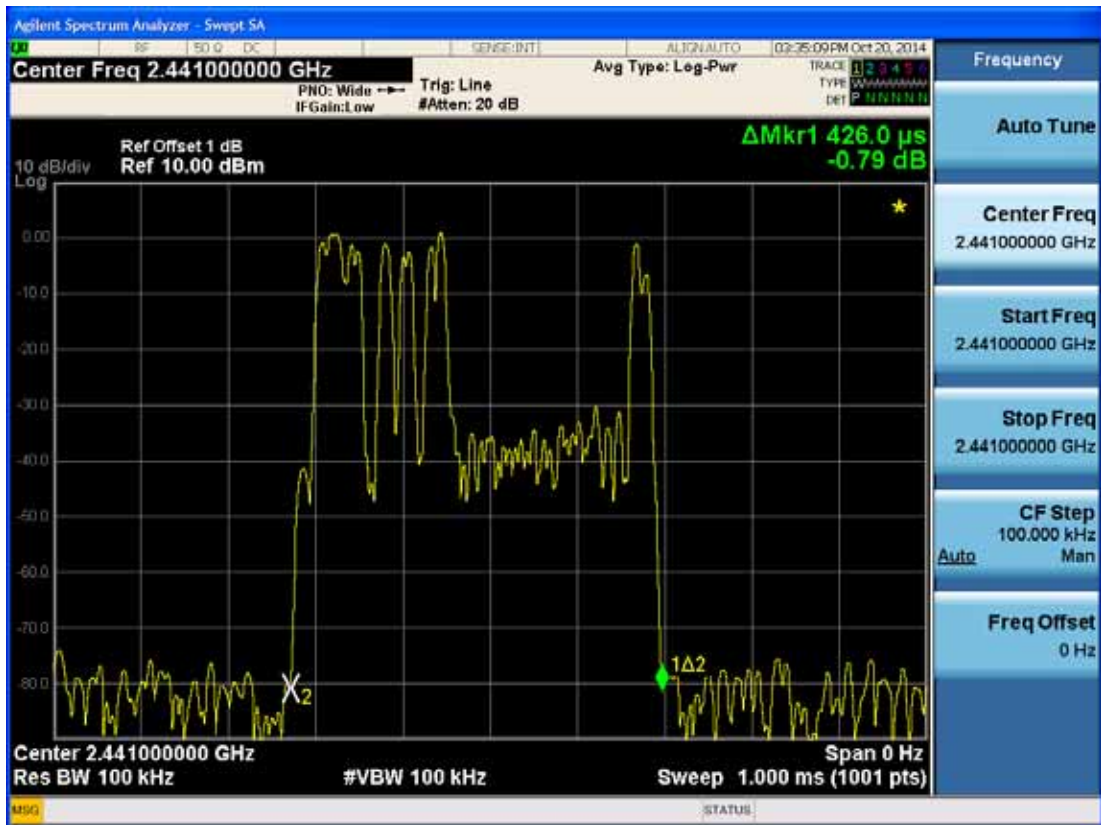 Agilent Spectrum Analyzer - Swept SA
RF 50 Ω DC SENSE:INT ALIGN AUTO 03:35:09 PM Oct 20, 2014
Center Freq 2.441000000 GHz
PNO: Wide
IFGain:Low
Trig: Line
#Atten: 20 dB
Avg Type: Log-Pwr
TRACE 1 2 3 4 5 6
TYPE
DET P N N N N N
Ref Offset 1 dB
10 dB/div Ref 10.00 dBm
Log
ΔMkr1 426.0 µs
-0.79 dB
*
0.00
-10.0
-20.0
-30.0
-40.0
-50.0
-60.0
-70.0
-80.0
2
1Δ2
Center 2.441000000 GHz Span 0 Hz
Res BW 100 kHz #VBW 100 kHz Sweep 1.000 ms (1001 pts)
MSG STATUS
Frequency
Auto Tune
Center Freq
2.441000000 GHz
Start Freq
2.441000000 GHz
Stop Freq
2.441000000 GHz
CF Step
100.000 kHz
Auto Man
Freq Offset
0 Hz